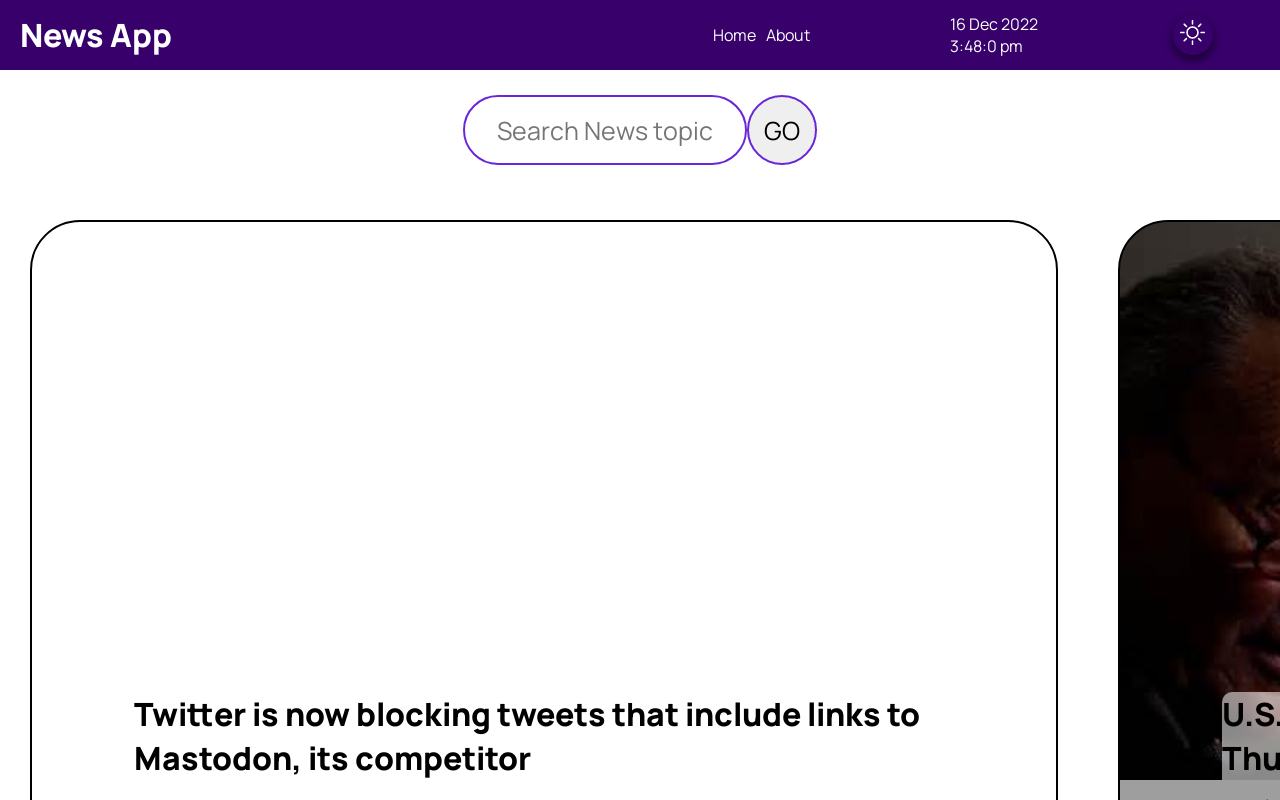 News App
Home About
16 Dec 2022
3:48:0 pm
Search News topic
GO
Twitter is now blocking tweets that include links to
Mastodon, its competitor
U.S.
Thu